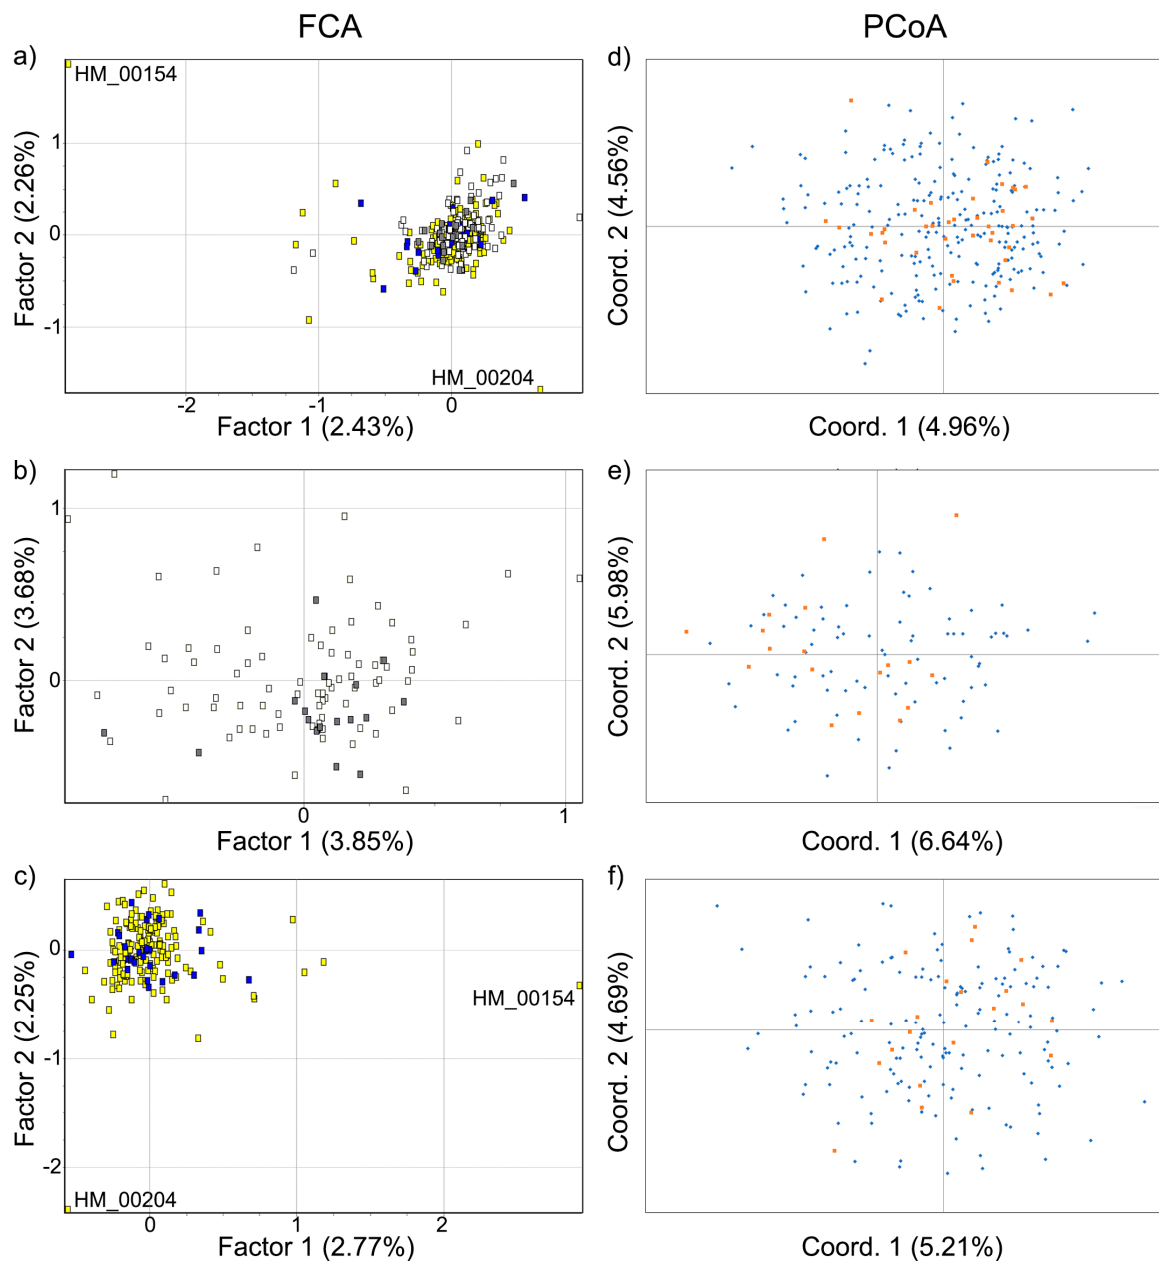 FCA
PCoA
a)
HM_00154
1
0
-1
Factor 2 (2.26%)
HM_00204
-2
-1
0
Factor 1 (2.43%)
d)
Coord. 2 (4.56%)
Coord. 1 (4.96%)
b)
1
0
Factor 2 (3.68%)
0
1
Factor 1 (3.85%)
e)
Coord. 2 (5.98%)
Coord. 1 (6.64%)
c)
0
-1
-2
Factor 2 (2.25%)
HM_00154
HM_00204
0
1
2
Factor 1 (2.77%)
f)
Coord. 2 (4.69%)
Coord. 1 (5.21%)